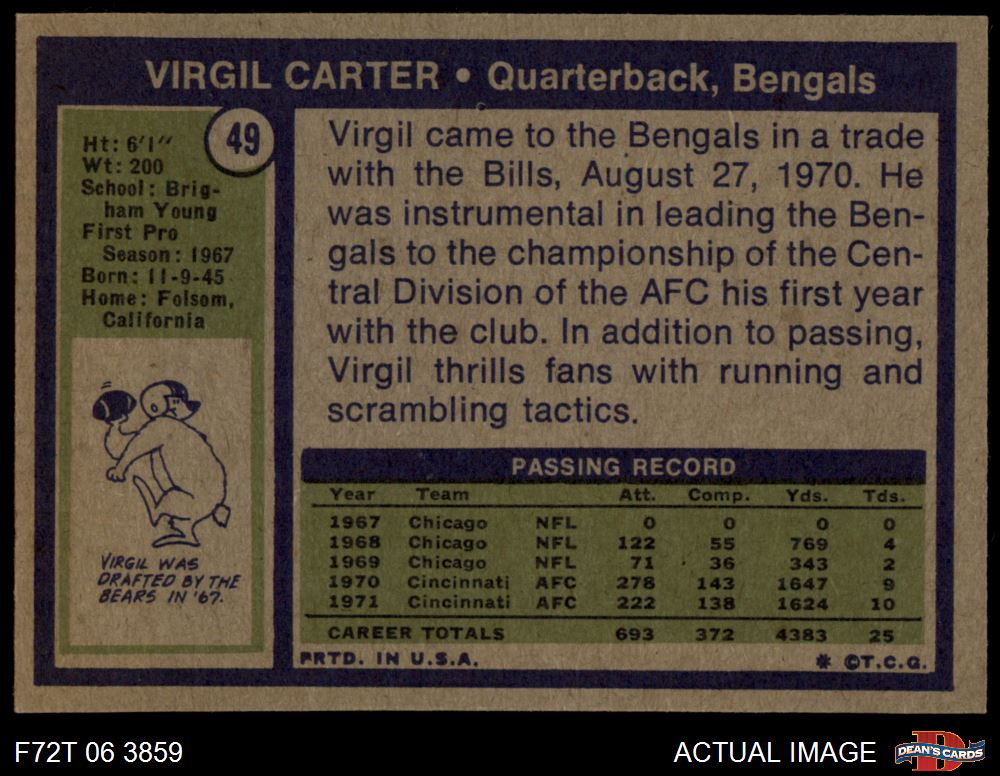 VIRGIL CARTER • Quarterback, Bengals
49
Ht: 6'1"
Wt: 200
School: Brig-
ham Young
First Pro
Season: 1967
Born: 11-9-45
Home: Folsom,
California
Virgil came to the Bengals in a trade
with the Bills, August 27, 1970. He
was instrumental in leading the Ben-
gals to the championship of the Cen-
tral Division of the AFC his first year
with the club. In addition to passing,
Virgil thrills fans with running and
scrambling tactics.
VIRGIL WAS
DRAFTED BY THE
BEARS IN '67.
PASSING RECORD
Year Team Att. Comp. Yds. Tds.
1967 Chicago NFL 0 0 0 0
1968 Chicago NFL 122 55 769 4
1969 Chicago NFL 71 36 343 2
1970 Cincinnati AFC 278 143 1647 9
1971 Cincinnati AFC 222 138 1624 10
CAREER TOTALS 693 372 4383 25
PRTD. IN U.S.A. * ©T.C.G.
F72T 06 3859 ACTUAL IMAGE DEAN'S CARDS